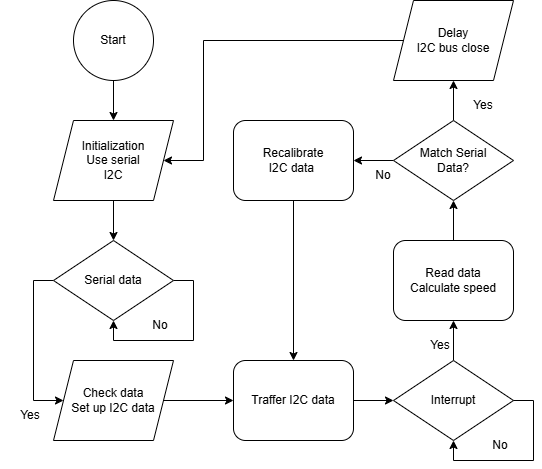 Start
Delay
I2C bus close
Yes
Initialization
Use serial
I2C
Recalibrate
I2C data
Match Serial
Data?
No
Serial data
Read data
Calculate speed
No
Yes
Check data
Set up I2C data
Yes
Traffer I2C data
Interrupt
No